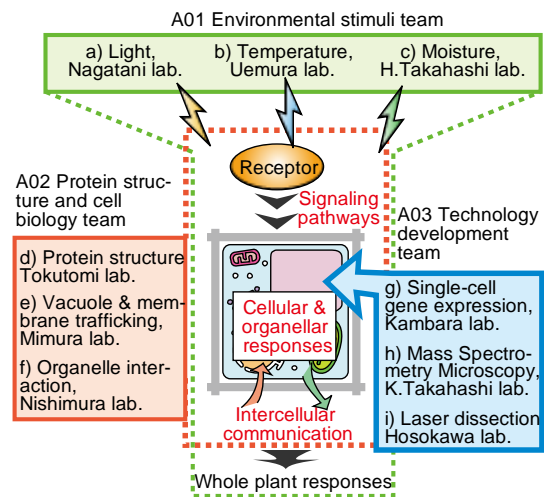 A01 Environmental stimuli team
a) Light,
Nagatani lab.
b) Temperature,
Uemura lab.
c) Moisture,
H.Takahashi lab.
Receptor
Signaling
pathways
A02 Protein struc-
ture and cell
biology team
d) Protein structure
Tokutomi lab.
e) Vacuole & mem-
brane trafficking,
Mimura lab.
f) Organelle inter-
action,
Nishimura lab.
Cellular &
organellar
responses
Intercellular
communication
A03 Technology
development
team
g) Single-cell
gene expression,
Kambara lab.
h) Mass Spectro-
metry Microscopy,
K.Takahashi lab.
i) Laser dissection
Hosokawa lab.
Whole plant responses